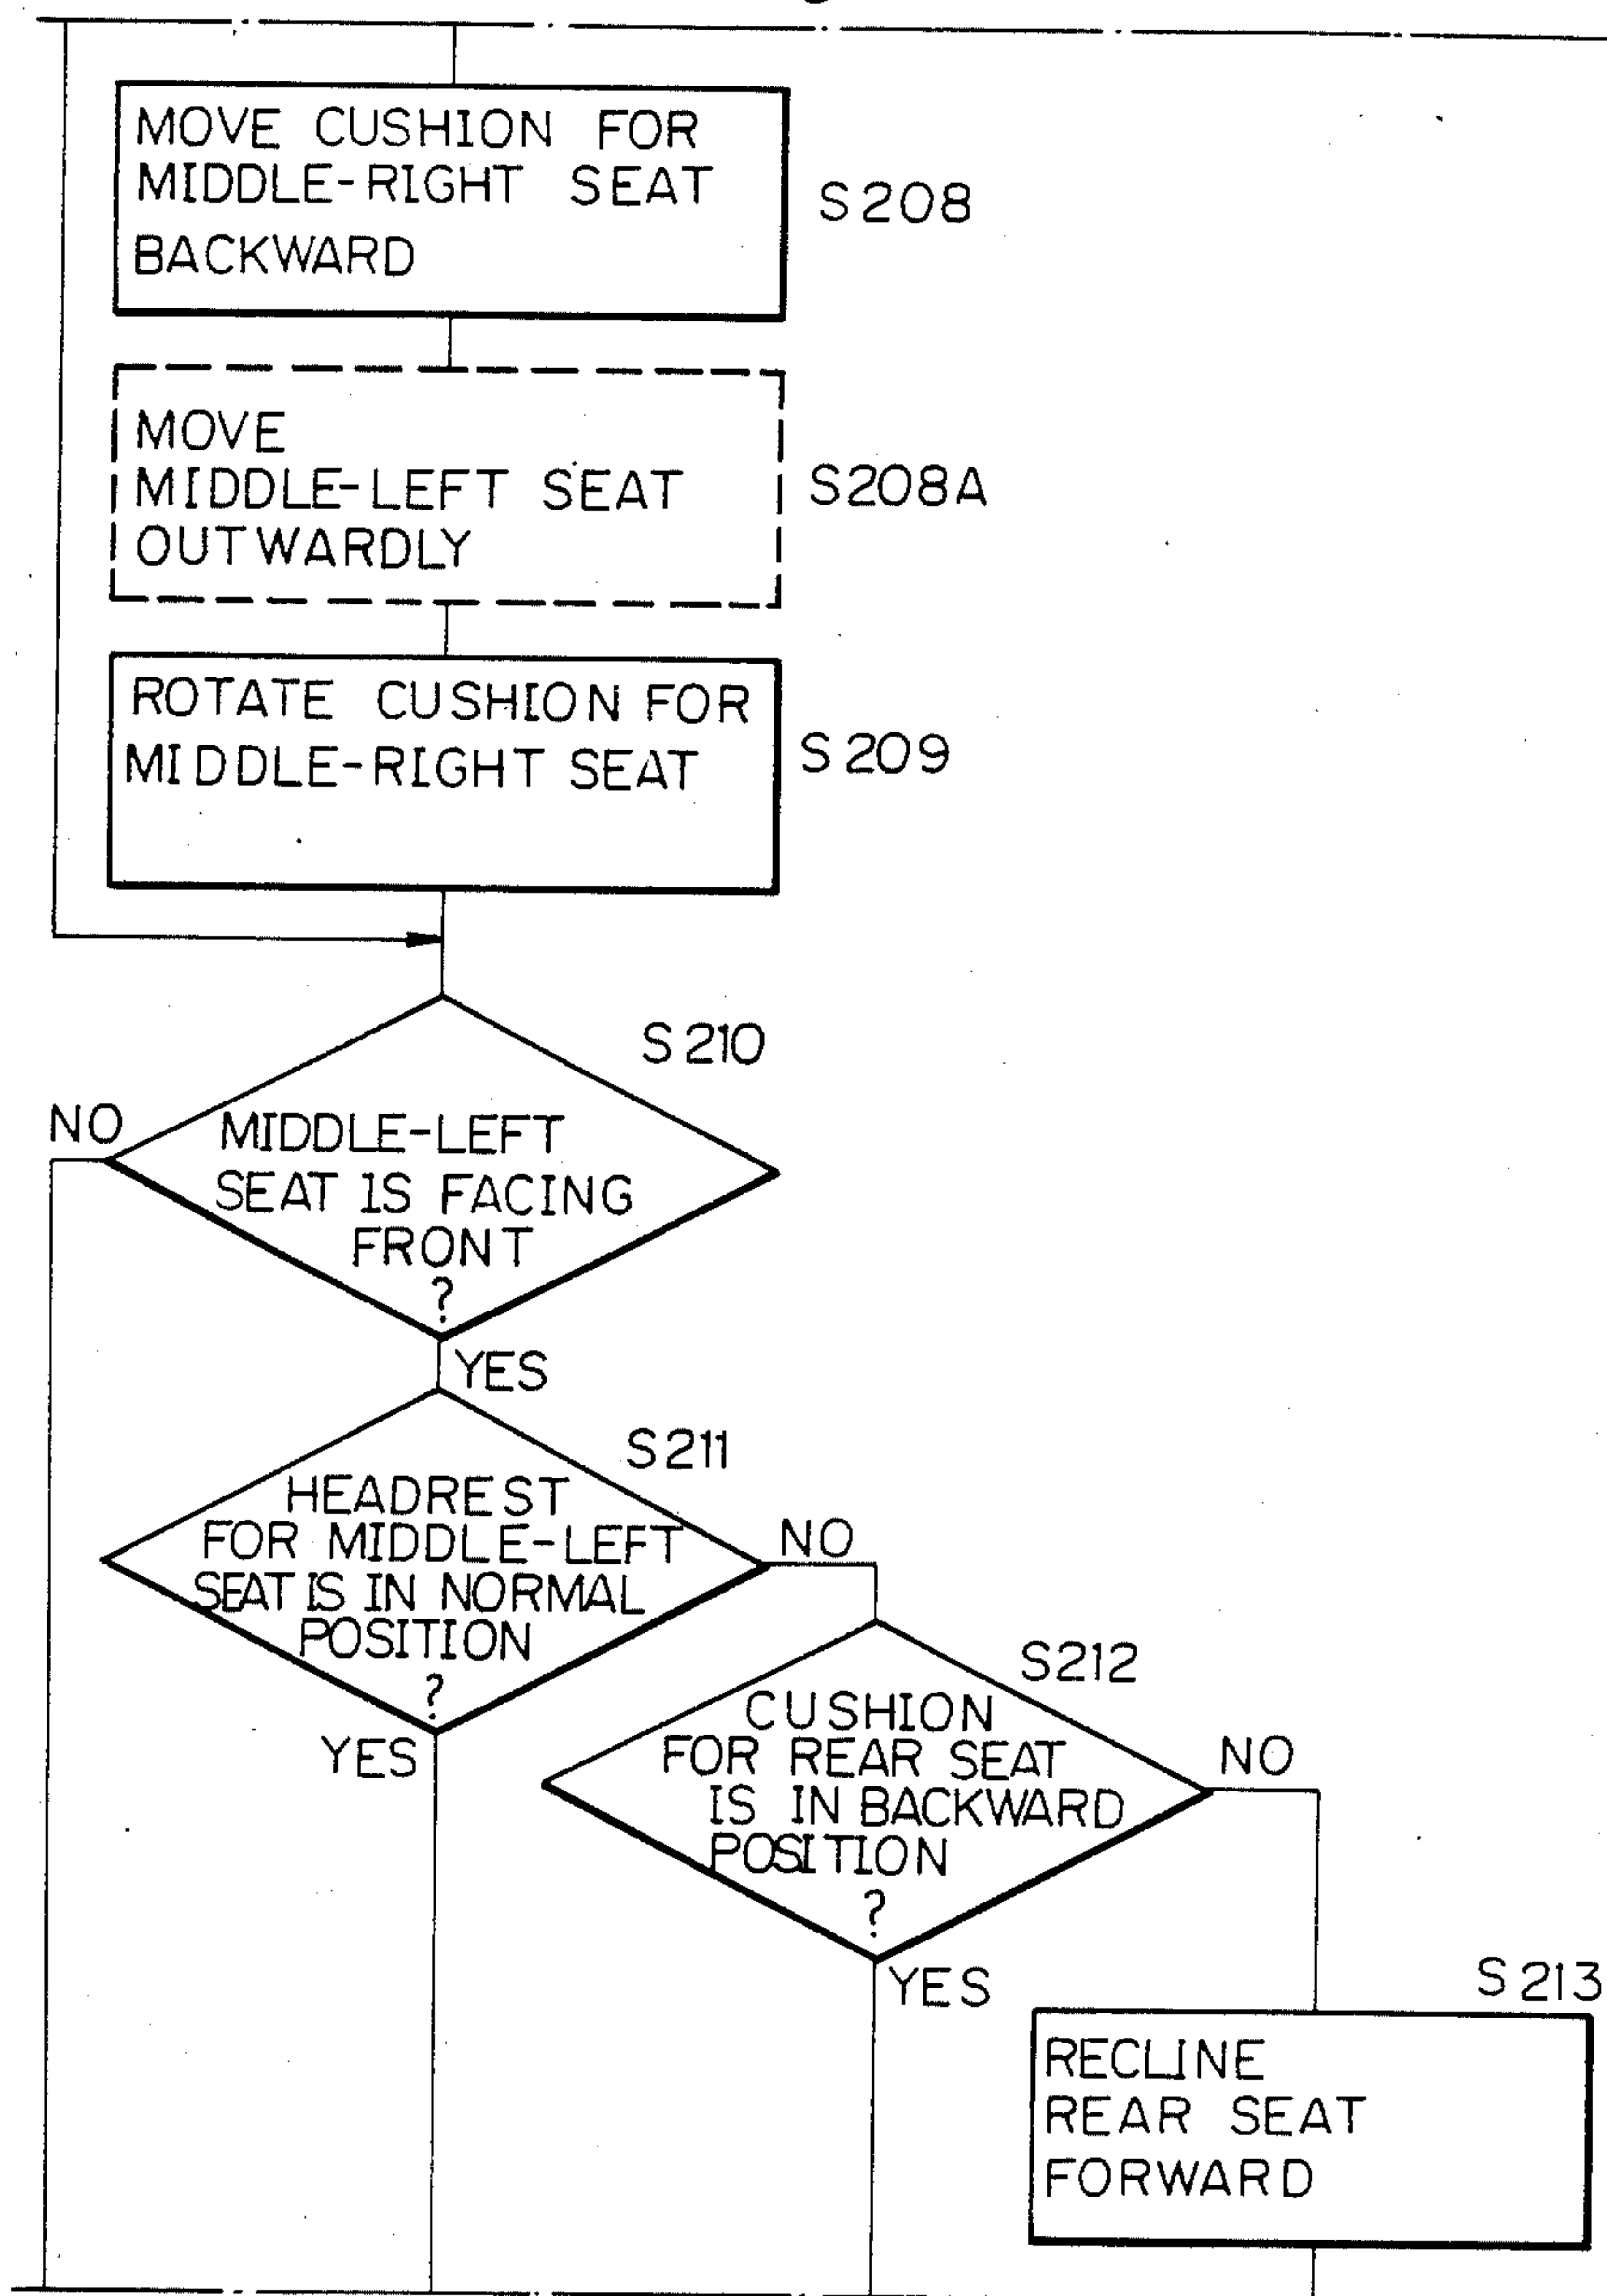 MOVE CUSHION FOR
MIDDLE-RIGHT SEAT
BACKWARD
S208
MOVE
MIDDLE-LEFT SEAT
OUTWARDLY
S208A
ROTATE CUSHION FOR
MIDDLE-RIGHT SEAT
S209
S210
NO
MIDDLE-LEFT
SEAT IS FACING
FRONT
?
YES
S211
HEADREST
FOR MIDDLE-LEFT
SEAT IS IN NORMAL
POSITION
?
NO
YES
S212
CUSHION
FOR REAR SEAT
IS IN BACKWARD
POSITION
?
NO
YES
S213
RECLINE
REAR SEAT
FORWARD